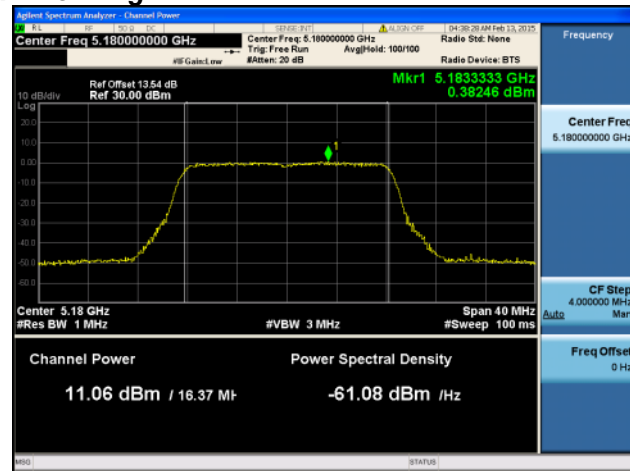 Agilent Spectrum Analyzer - Channel Power
RL RF 50 Ω DC SENSE:INT ALIGN OFF 04:38:28 AM Feb 13, 2015
Center Freq 5.180000000 GHz Center Freq: 5.180000000 GHz Radio Std: None
Trig: Free Run Avg|Hold: 100/100
#IFGain:Low #Atten: 20 dB Radio Device: BTS
Ref Offset 13.54 dB Mkr1 5.1833333 GHz
10 dB/div Ref 30.00 dBm 0.38246 dBm
Log
20.0
10.0
1
0.00
-10.0
-20.0
-30.0
-40.0
-50.0
-60.0
Center 5.18 GHz Span 40 MHz
#Res BW 1 MHz #VBW 3 MHz #Sweep 100 ms
Channel Power Power Spectral Density
11.06 dBm / 16.37 MH -61.08 dBm /Hz
MSG STATUS
Frequency
Center Freq
5.180000000 GHz
CF Step
4.000000 MHz
Auto Man
Freq Offset
0 Hz